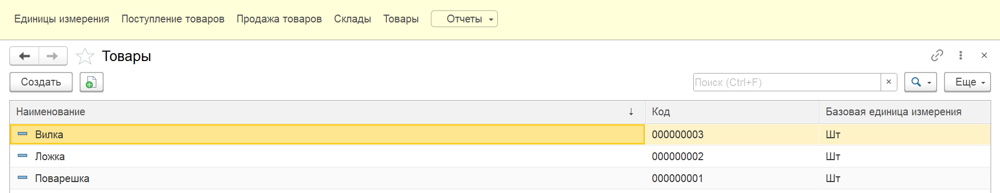 Единицы измерения Поступление товаров Продажа товаров Склады Товары Отчеты
Товары
Создать Поиск (Ctrl+F) Еще
Наименование Код Базовая единица измерения
Вилка 000000003 Шт
Ложка 000000002 Шт
Поварешка 000000001 Шт